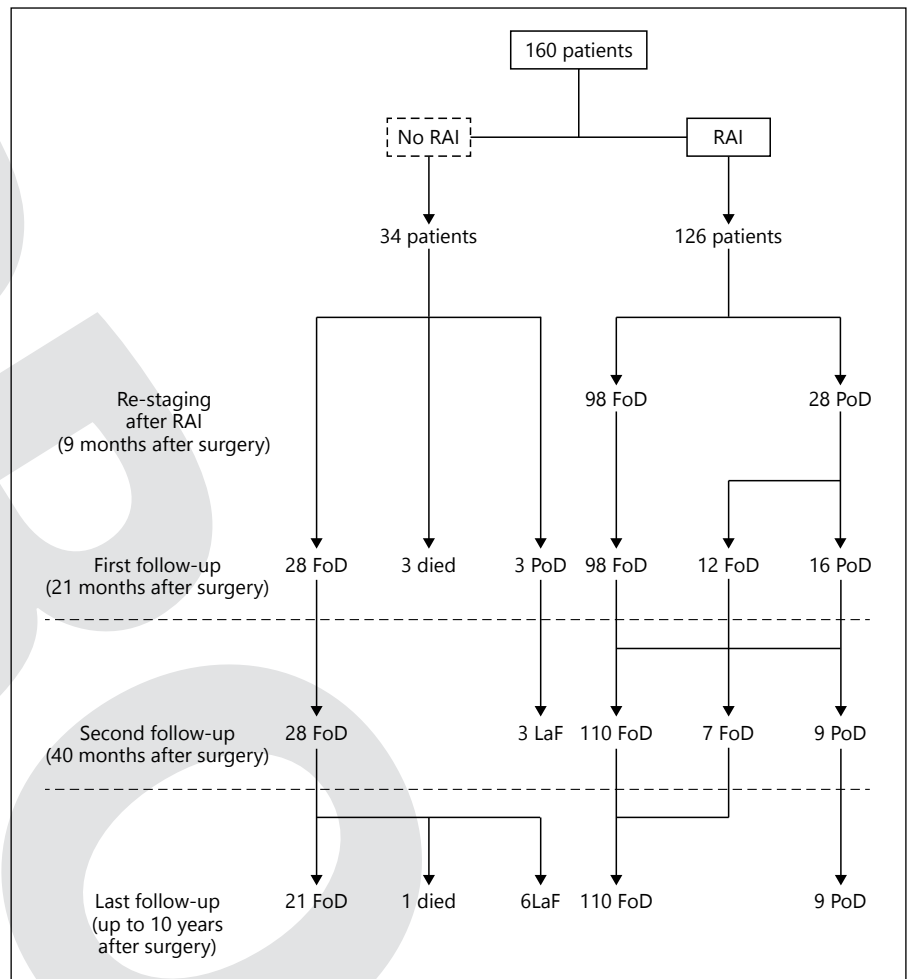 160 patients
No RAI
RAI
34 patients
126 patients
Re-staging
after RAI
(9 months after surgery)
98 FoD
28 PoD
First follow-up
(21 months after surgery)
28 FoD
3 died
3 PoD
98 FoD
12 FoD
16 PoD
Second follow-up
(40 months after surgery)
28 FoD
3 LaF
110 FoD
7 FoD
9 PoD
Last follow-up
(up to 10 years
after surgery)
21 FoD
1 died
6LaF
110 FoD
9 PoD